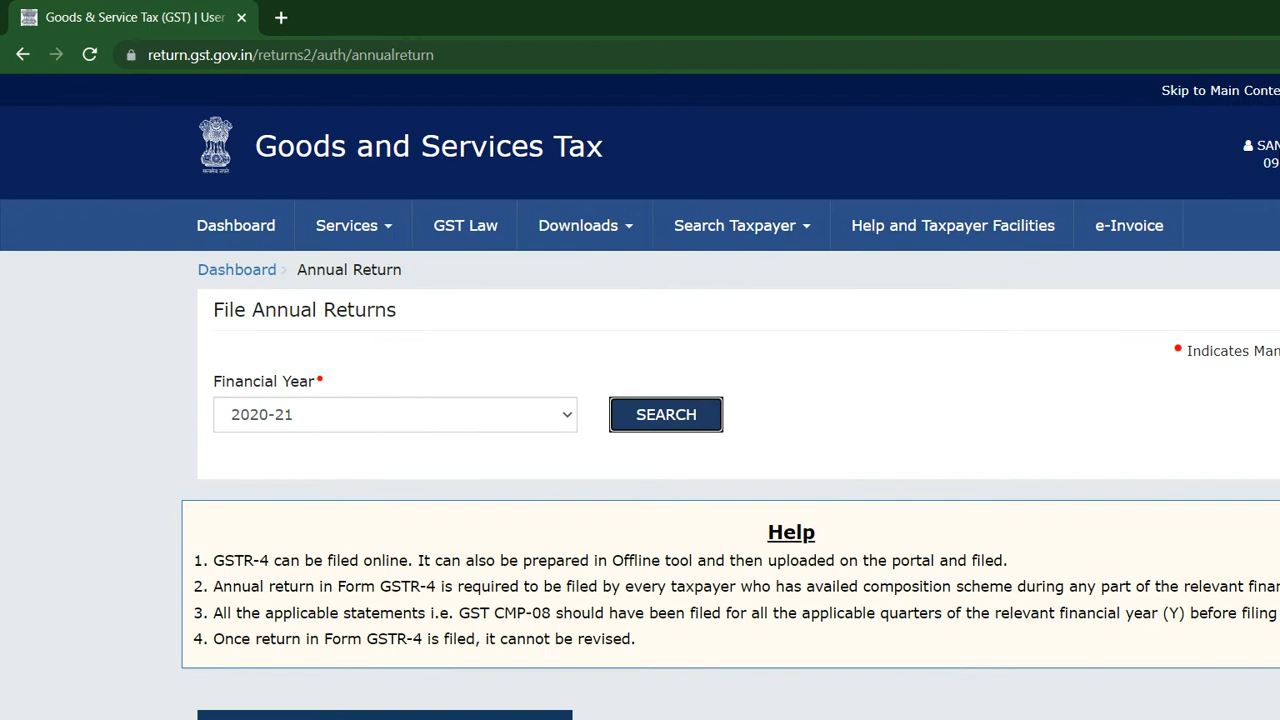 Goods & Service Tax (GST) | User
return.gst.gov.in/returns2/auth/annualreturn
Skip to Main Conte
Goods and Services Tax
SAN
09
सत्यमेव जयते
Dashboard Services GST Law Downloads Search Taxpayer Help and Taxpayer Facilities e-Invoice
Dashboard Annual Return
File Annual Returns
Indicates Man
Financial Year
2020-21 SEARCH
Help
1. GSTR-4 can be filed online. It can also be prepared in Offline tool and then uploaded on the portal and filed.
2. Annual return in Form GSTR-4 is required to be filed by every taxpayer who has availed composition scheme during any part of the relevant finan
3. All the applicable statements i.e. GST CMP-08 should have been filed for all the applicable quarters of the relevant financial year (Y) before filing
4. Once return in Form GSTR-4 is filed, it cannot be revised.